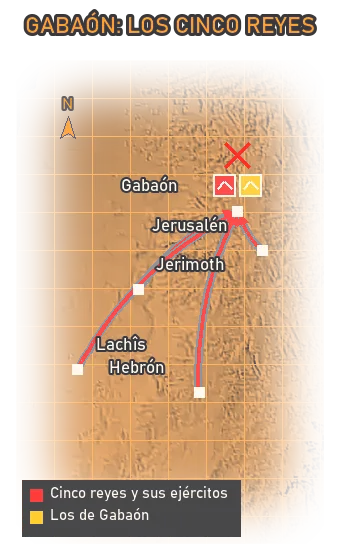 GABAÓN: LOS CINCO REYES
N
Gabaón
Jerusalén
Jerimoth
Lachîs
Hebrón
Cinco reyes y sus ejércitos
Los de Gabaón